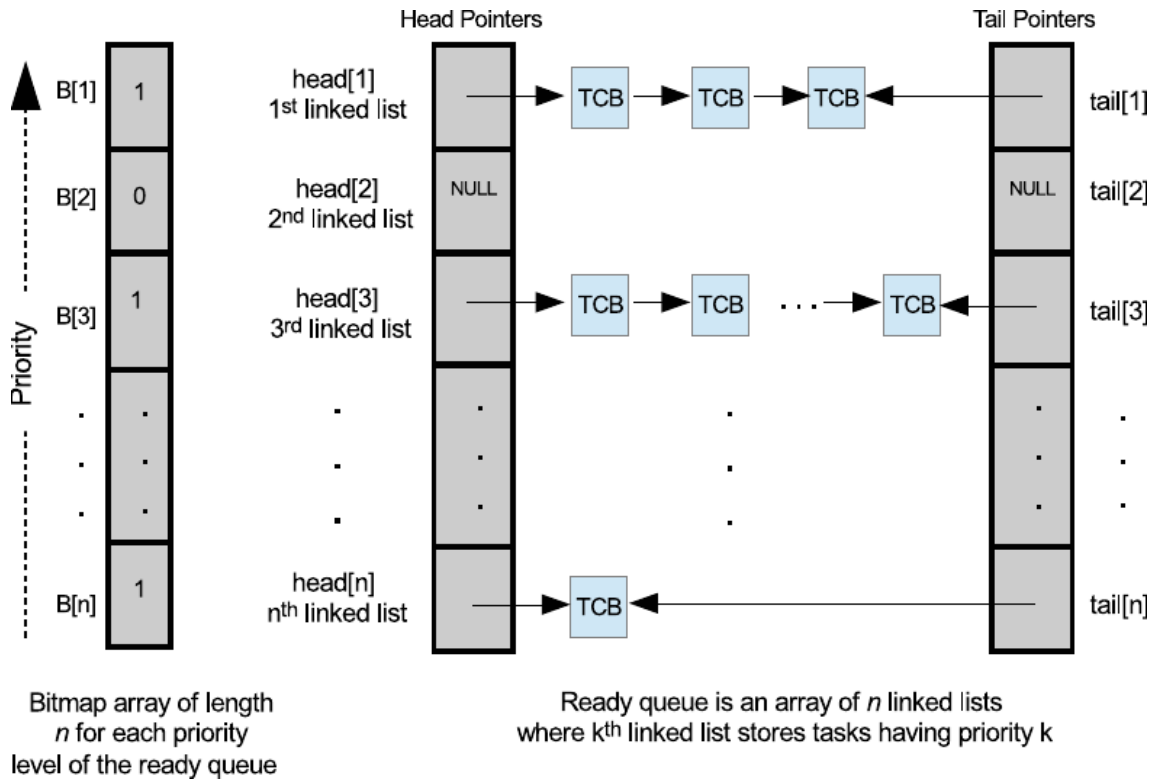 Head Pointers
Tail Pointers
B[1]
1
head[1]
1st linked list
TCB
TCB
TCB
tail[1]
B[2]
0
head[2]
2nd linked list
NULL
NULL
tail[2]
B[3]
1
head[3]
3rd linked list
TCB
TCB
...
TCB
tail[3]
Priority
B[n]
1
head[n]
nth linked list
TCB
tail[n]
Bitmap array of length
n for each priority
level of the ready queue
Ready queue is an array of n linked lists
where kth linked list stores tasks having priority k